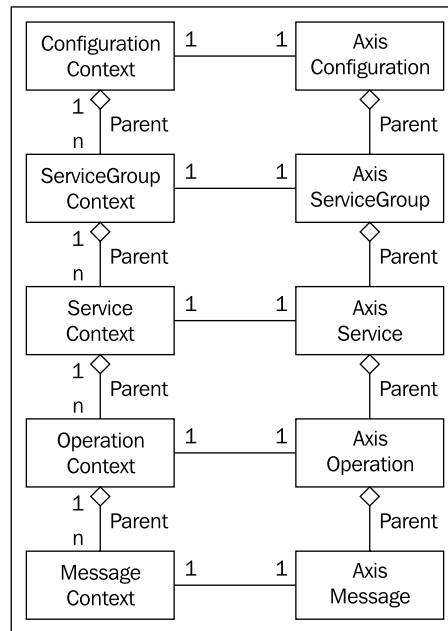 Configuration
Context
1
1
Axis
Configuration
1
Parent
n
Parent
ServiceGroup
Context
1
1
Axis
ServiceGroup
1
Parent
n
Parent
Service
Context
1
1
Axis
Service
1
Parent
n
Parent
Operation
Context
1
1
Axis
Operation
1
Parent
n
Parent
Message
Context
1
1
Axis
Message